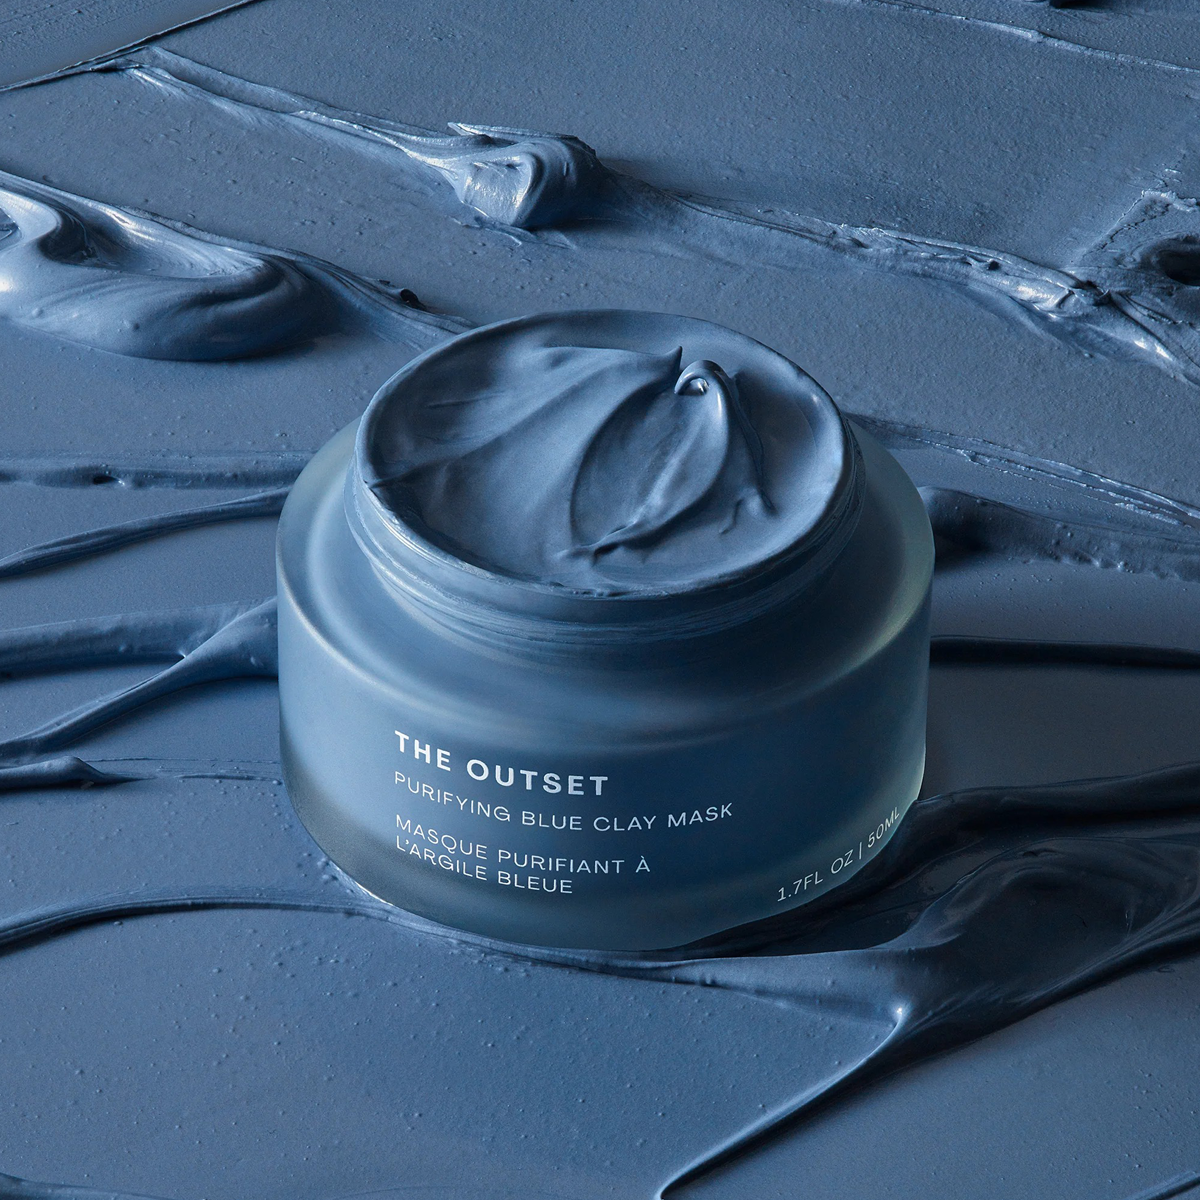 THE OUTSET
PURIFYING BLUE CLAY MASK
MASQUE PURIFIANT À
L'ARGILE BLEUE
1.7FL OZ | 50ML